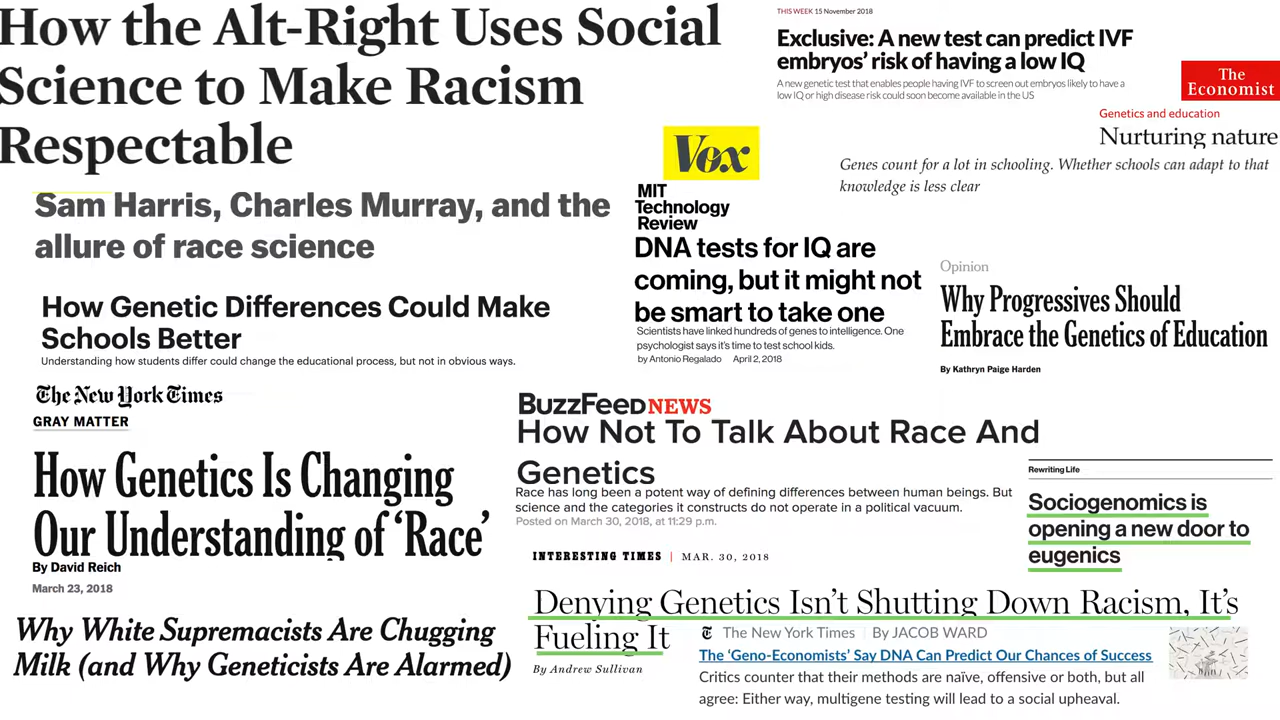 How the Alt-Right Uses Social
Science to Make Racism
Respectable
Sam Harris, Charles Murray, and the
allure of race science
How Genetic Differences Could Make
Schools Better
Understanding how students differ could change the educational process, but not in obvious ways.
The New York Times
GRAY MATTER
How Genetics Is Changing
Our Understanding of ‘Race’
By David Reich
March 23, 2018
Why White Supremacists Are Chugging
Milk (and Why Geneticists Are Alarmed)
THIS WEEK 15 November 2018
Exclusive: A new test can predict IVF
embryos’ risk of having a low IQ
A new genetic test that enables people having IVF to screen out embryos likely to have a
low IQ or high disease risk could soon become available in the US
The
Economist
Genetics and education
Nurturing nature
Genes count for a lot in schooling. Whether schools can adapt to that
knowledge is less clear
Vox
MIT
Technology
Review
DNA tests for IQ are
coming, but it might not
be smart to take one
Scientists have linked hundreds of genes to intelligence. One
psychologist says it’s time to test school kids.
by Antonio Regalado April 2, 2018
Opinion
Why Progressives Should
Embrace the Genetics of Education
By Kathryn Paige Harden
BUZZFEED NEWS
How Not To Talk About Race And
Genetics
Race has long been a potent way of defining differences between human beings. But
science and the categories it constructs do not operate in a political vacuum.
Posted on March 30, 2018, at 11:29 p.m.
Rewriting Life
Sociogenomics is
opening a new door to
eugenics
INTERESTING TIMES | MAR. 30, 2018
Denying Genetics Isn’t Shutting Down Racism, It’s
Fueling It
By Andrew Sullivan
T The New York Times | By JACOB WARD
The ‘Geno-Economists’ Say DNA Can Predict Our Chances of Success
Critics counter that their methods are naïve, offensive or both, but all
agree: Either way, multigene testing will lead to a social upheaval.